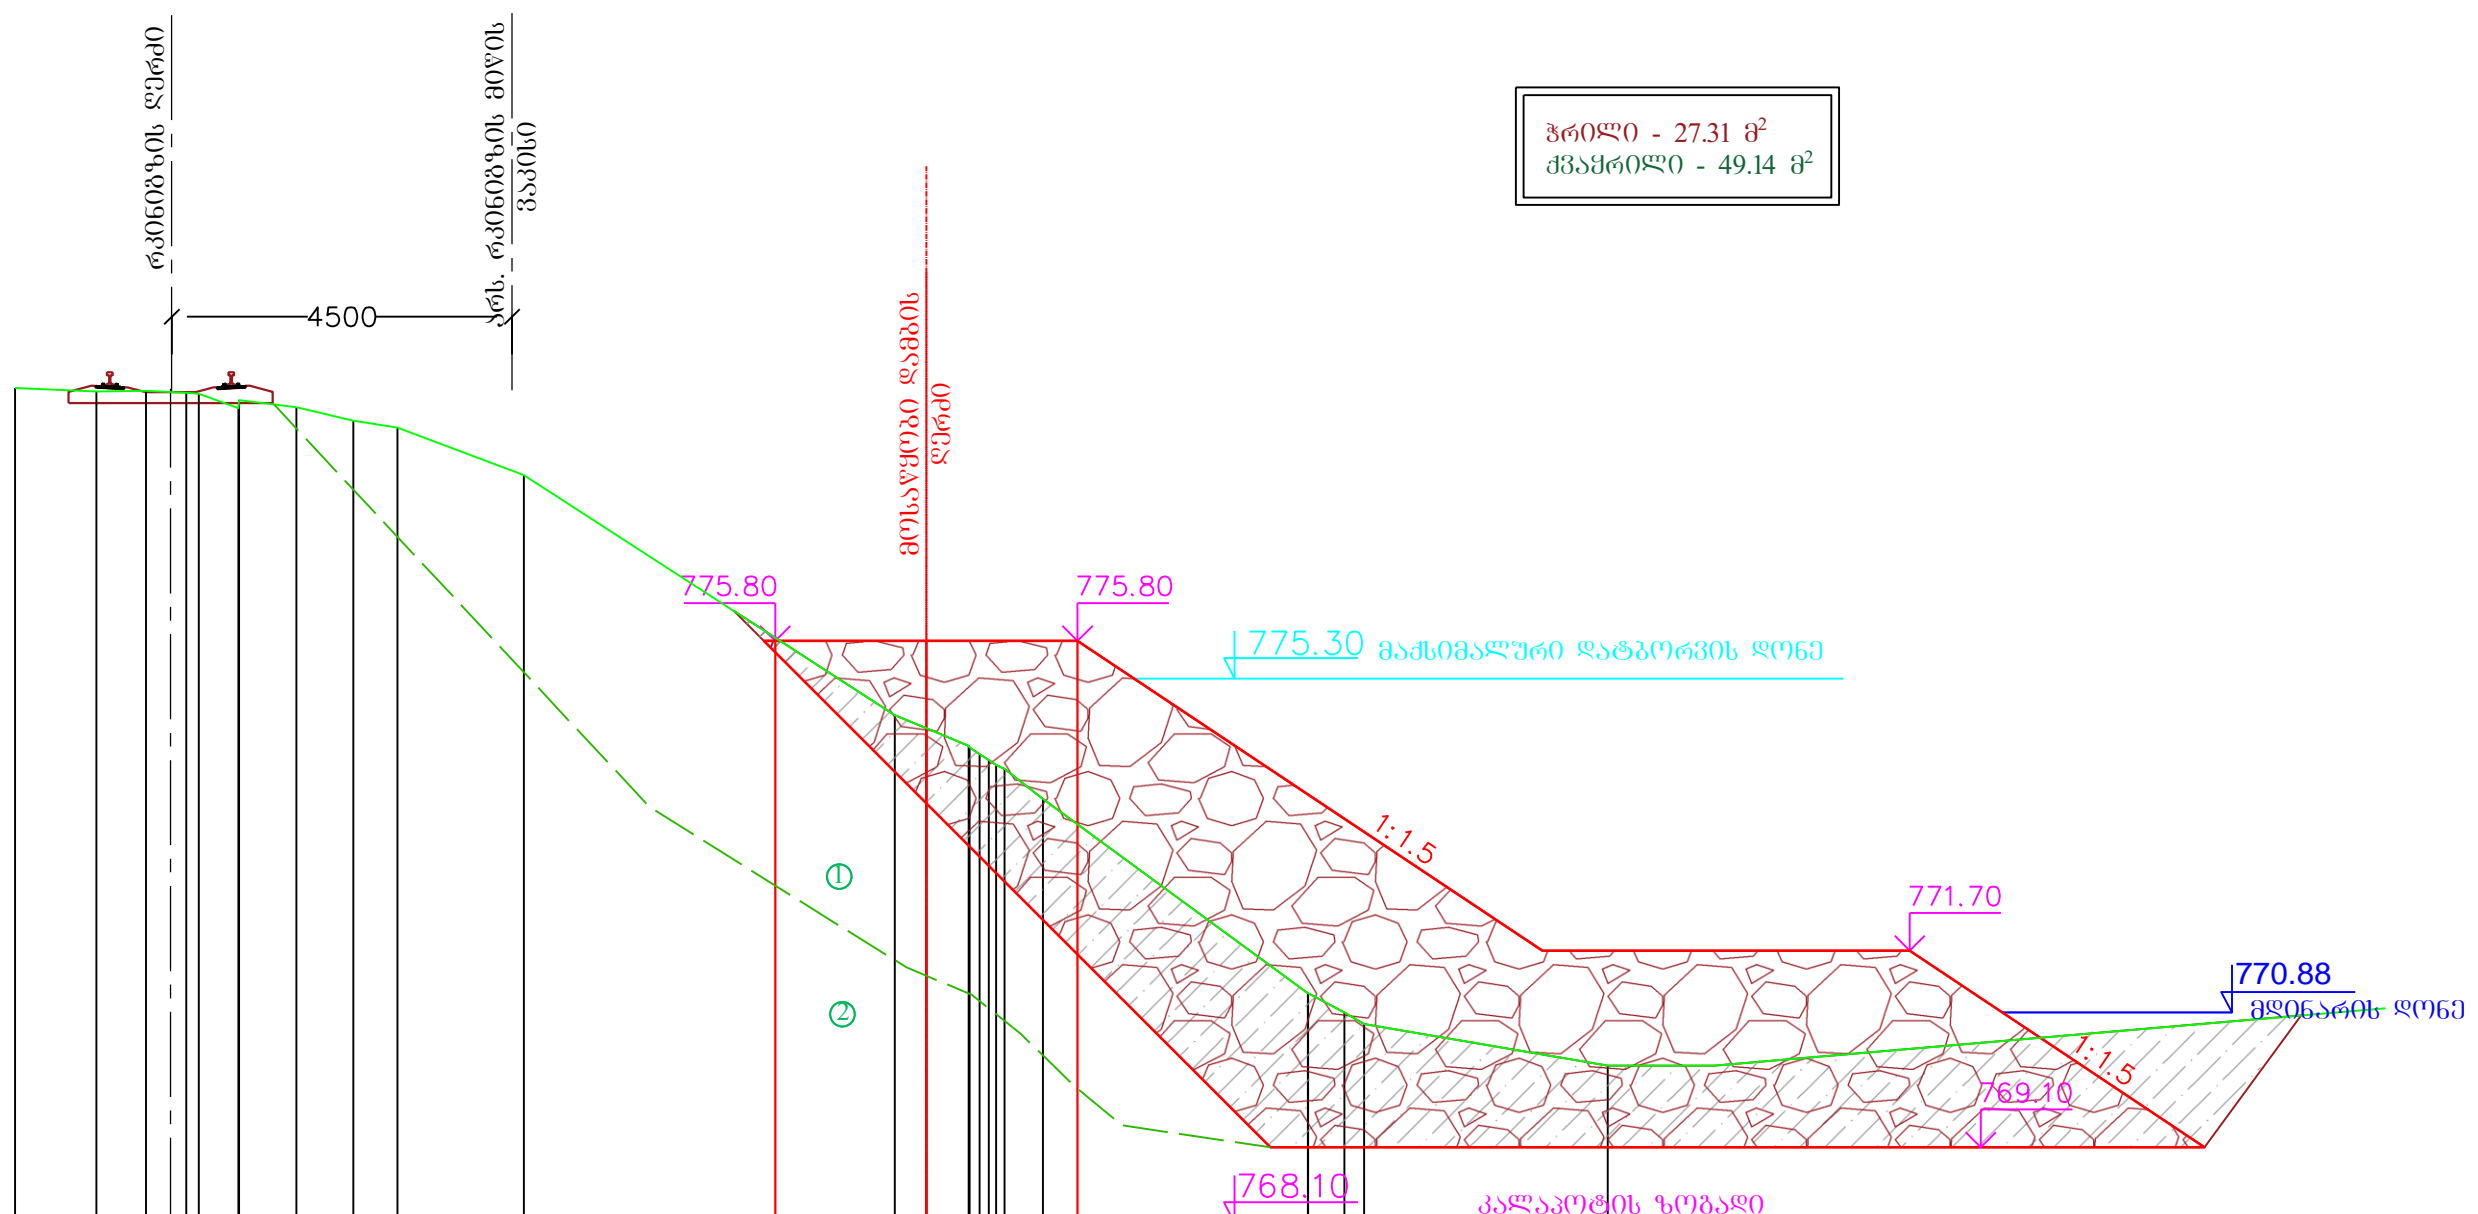 რკინიგზის ღერძი
არს. რკინიგზის მიწის
ვაკისი
4500
ჭრილი - 27.31 მ²
ქვაყრილი - 49.14 მ²
მოსაწყობი დამბის
ღერძი
775.80
775.80
775.30 მაქსიმალური დატბორვის დონე
1:1.5
771.70
770.88
მდინარის დონე
1:1.5
769.10
768.10
კალაპოტის ზოგადი
1
2